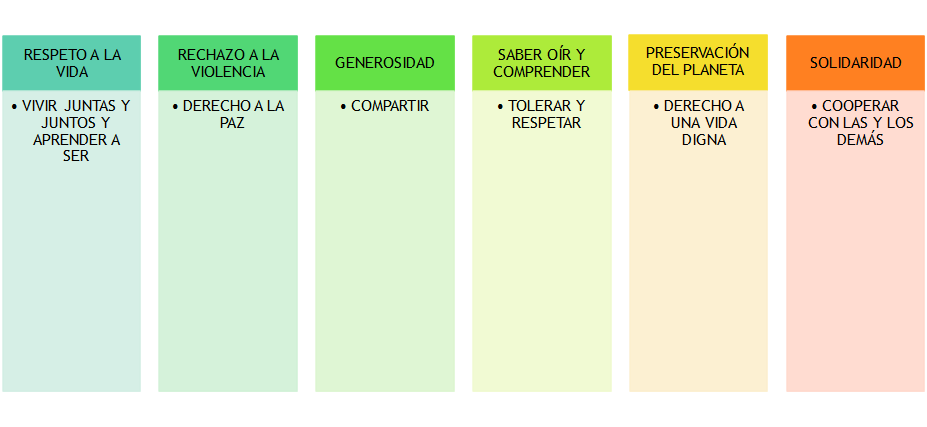 RESPETO A LA
VIDA
• VIVIR JUNTAS Y
JUNTOS Y
APRENDER A
SER
RECHAZO A LA
VIOLENCIA
• DERECHO A LA
PAZ
GENEROSIDAD
• COMPARTIR
SABER OÍR Y
COMPRENDER
• TOLERAR Y
RESPETAR
PRESERVACIÓN
DEL PLANETA
• DERECHO A
UNA VIDA
DIGNA
SOLIDARIDAD
• COOPERAR
CON LAS Y LOS
DEMÁS